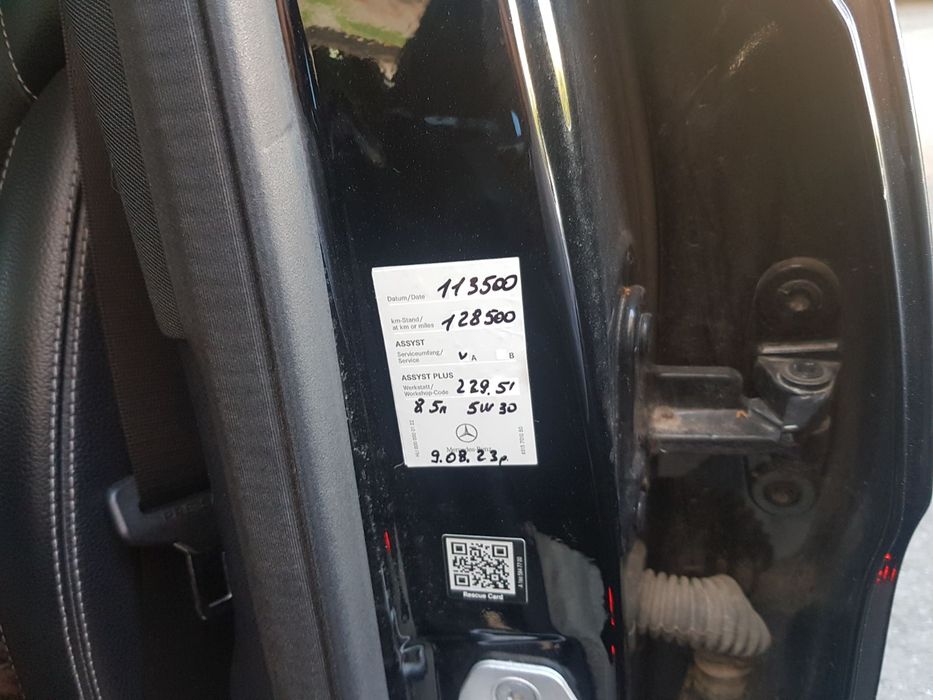 Datum/Date 113500
km-Stand/
at km or miles 128500
ASSYST
Serviceumfang/
Service v A B
ASSYST PLUS
Werkstatt/
Workshop-Code 229.51
8 5л 5W30
Mercedes-Benz
9.08.23г
Rescue Card